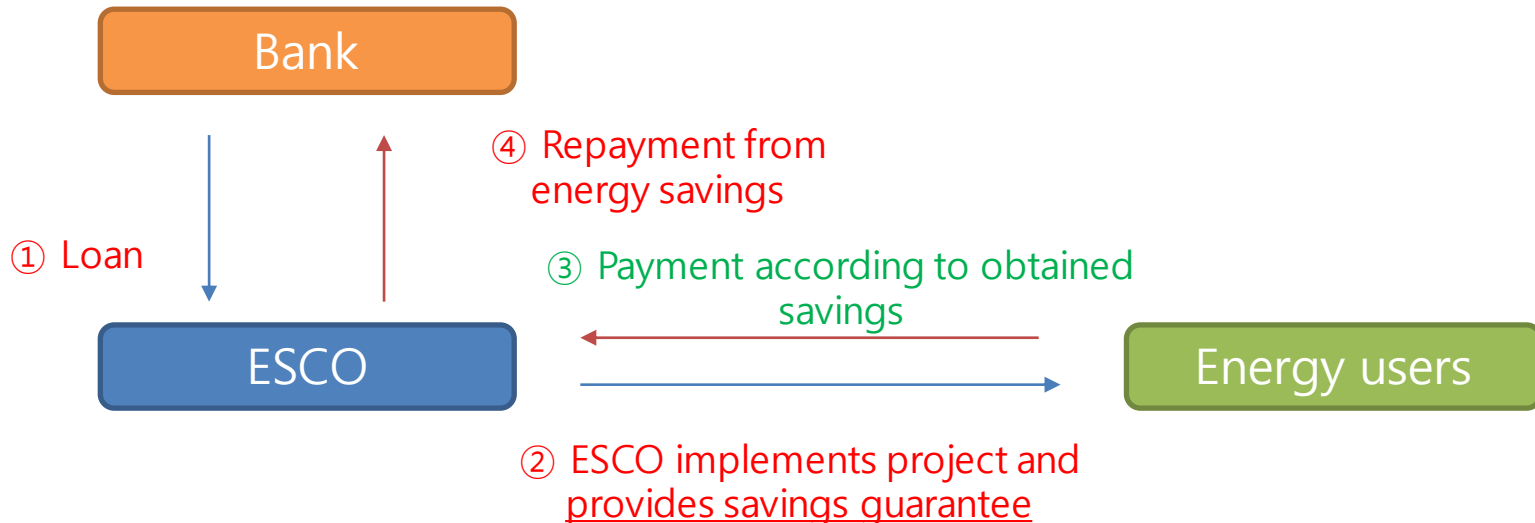 Bank
④ Repayment from
energy savings
① Loan
③ Payment according to obtained
savings
ESCO
Energy users
② ESCO implements project and
provides savings guarantee